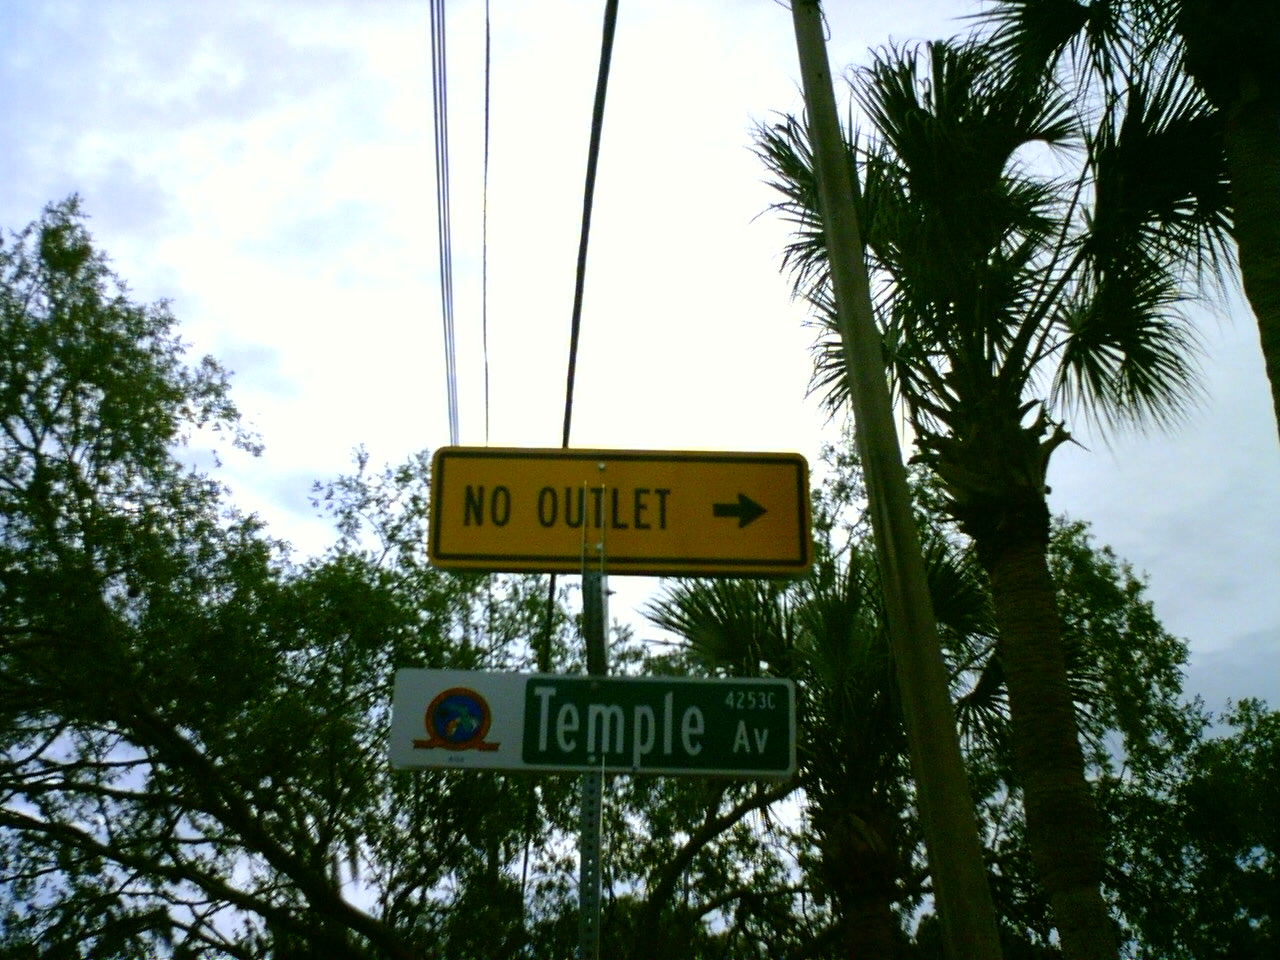 NO OUTLET
Temple Av
4253C